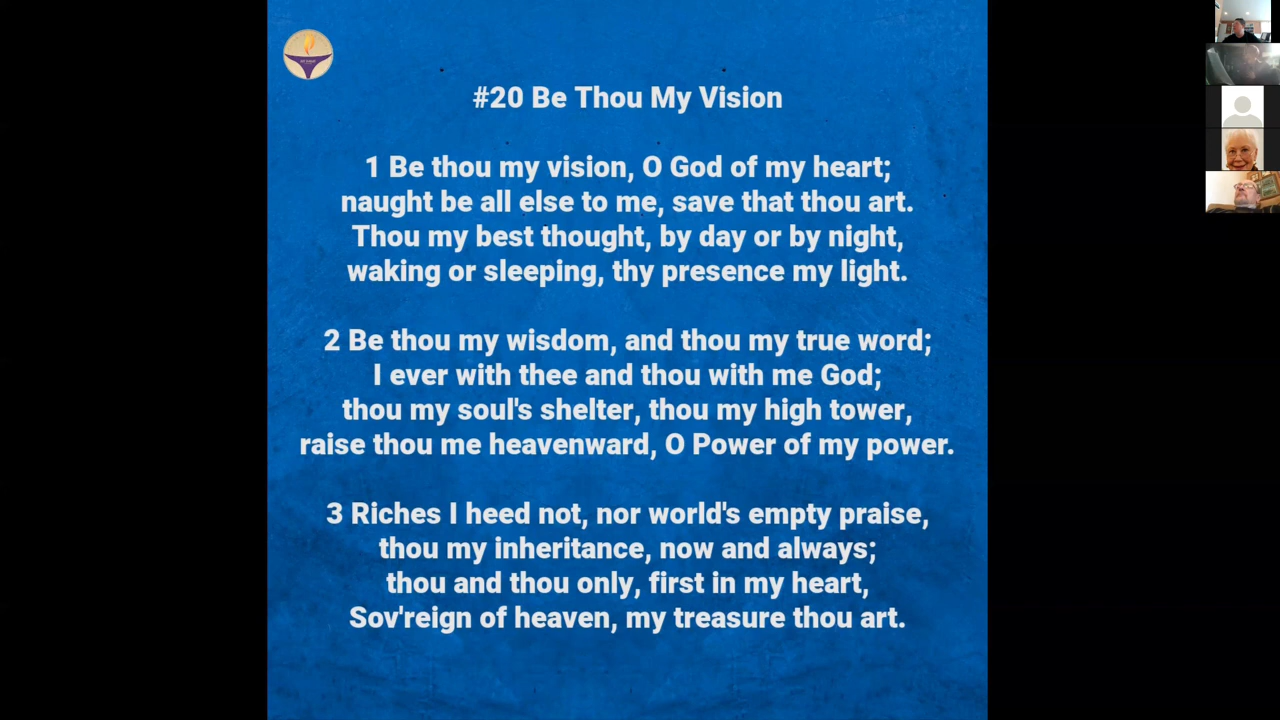 #20 Be Thou My Vision
1 Be thou my vision, O God of my heart;
naught be all else to me, save that thou art.
Thou my best thought, by day or by night,
waking or sleeping, thy presence my light.
2 Be thou my wisdom, and thou my true word;
I ever with thee and thou with me God;
thou my soul's shelter, thou my high tower,
raise thou me heavenward, O Power of my power.
3 Riches I heed not, nor world's empty praise,
thou my inheritance, now and always;
thou and thou only, first in my heart,
Sov'reign of heaven, my treasure thou art.